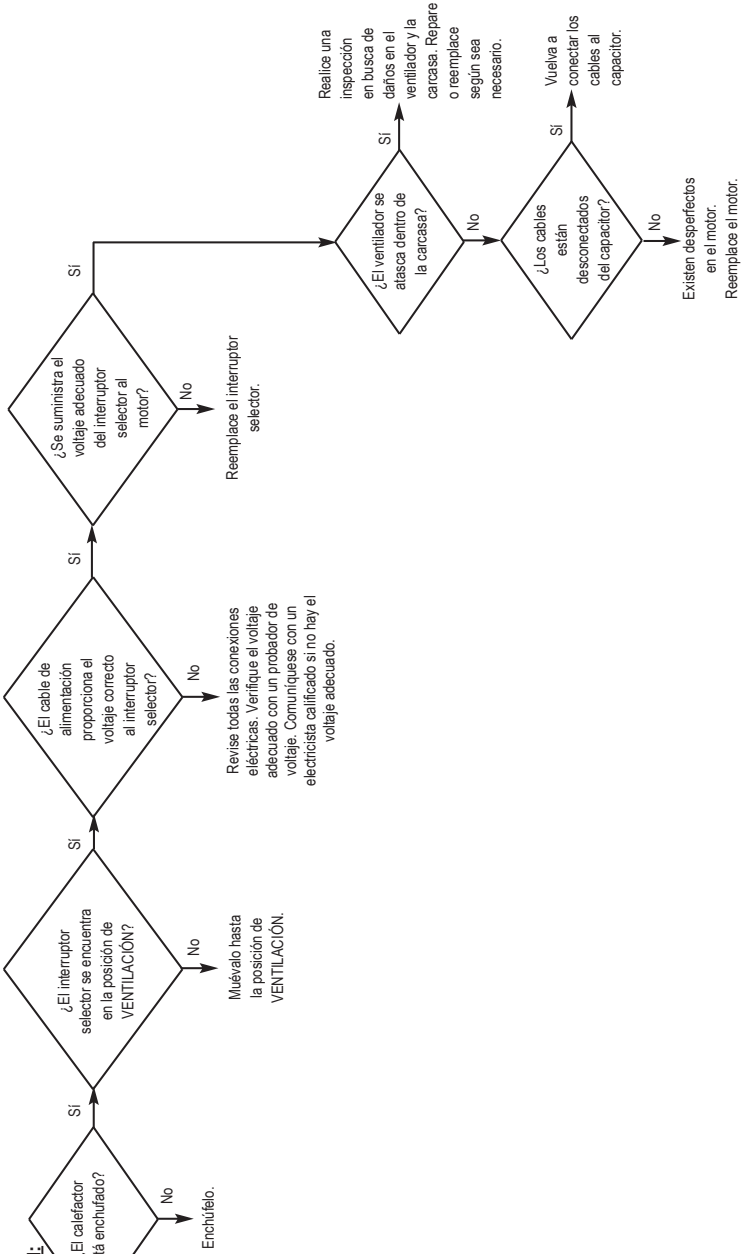 El calefactor
enchufado?
Sí
No
Enchúfelo.
¿El interruptor
selector se encuentra
en la posición de
VENTILACIÓN?
Sí
No
Muévalo hasta
la posición de
VENTILACIÓN.
¿El cable de
alimentación
proporciona el
voltaje correcto
al interruptor
selector?
Sí
No
Revise todas las conexiones
eléctricas. Verifique el voltaje
adecuado con un probador de
voltaje. Comuníquese con un
electricista calificado si no hay el
voltaje adecuado.
¿Se suministra el
voltaje adecuado
del interruptor
selector al
motor?
Sí
No
Reemplace el interruptor
selector.
¿El ventilador se
atasca dentro de
la carcasa?
Sí
Realice una
inspección
en busca de
daños en el
ventilador y la
carcasa. Repare
o reemplace
según sea
necesario.
No
¿Los cables
están
desconectados
del capacitor?
Sí
Vuelva a
conectar los
cables al
capacitor.
No
Existen desperfectos
en el motor.
Reemplace el motor.